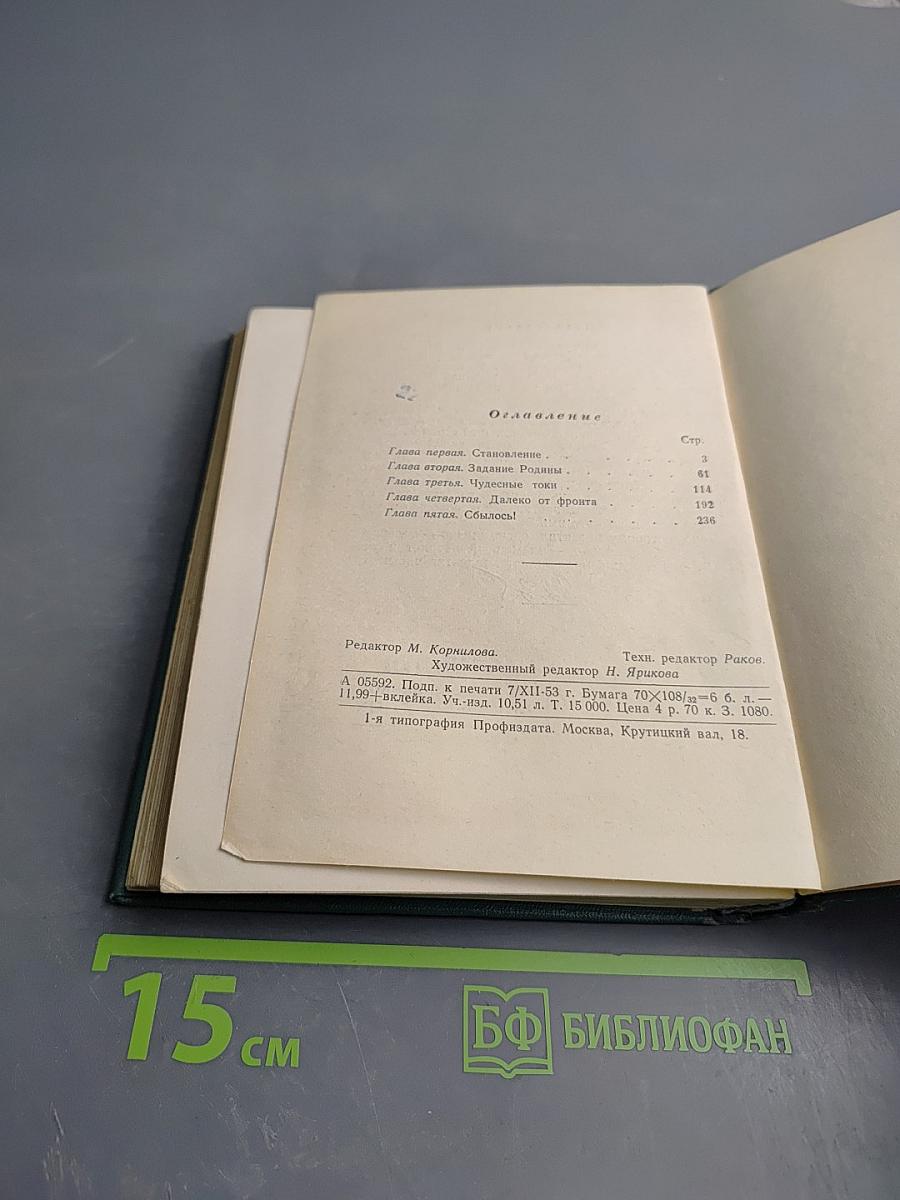 Оглавление
Стр.
Глава первая. Становление . . . . . . 3
Глава вторая. Задание Родины . . . . . . 61
Глава третья. Чудесные токи . . . . . . 114
Глава четвертая. Далеко от фронта . . . . 192
Глава пятая. Сбылось! . . . . . . 236
Редактор М. Корнилова. Техн. редактор Раков.
Художественный редактор Н. Ярикова
А 05592. Подп. к печати 7/XII-53 г. Бумага 70×108/32=6 б. л.—
11,99+вклейка. Уч.-изд. 10,51 л. Т. 15 000. Цена 4 р. 70 к. З. 1080.
1-я типография Профиздата. Москва, Крутицкий вал, 18.
15 см
БФ БИБЛИОФАН